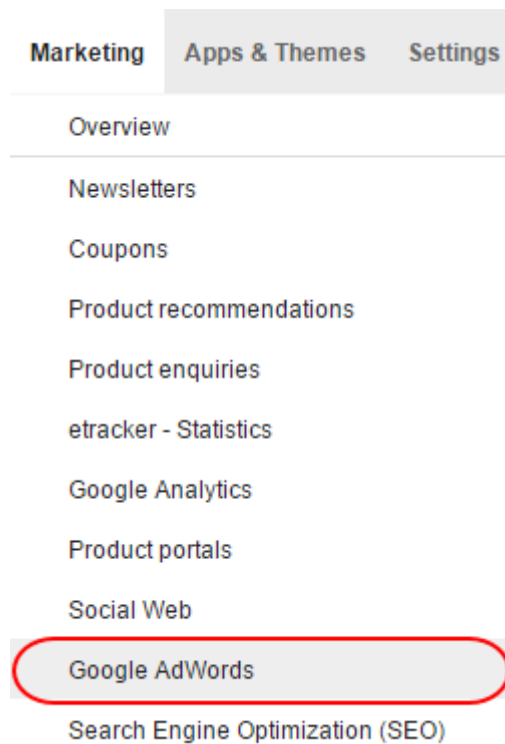 Marketing Apps & Themes Settings
Overview
Newsletters
Coupons
Product recommendations
Product enquiries
etracker - Statistics
Google Analytics
Product portals
Social Web
Google AdWords
Search Engine Optimization (SEO)